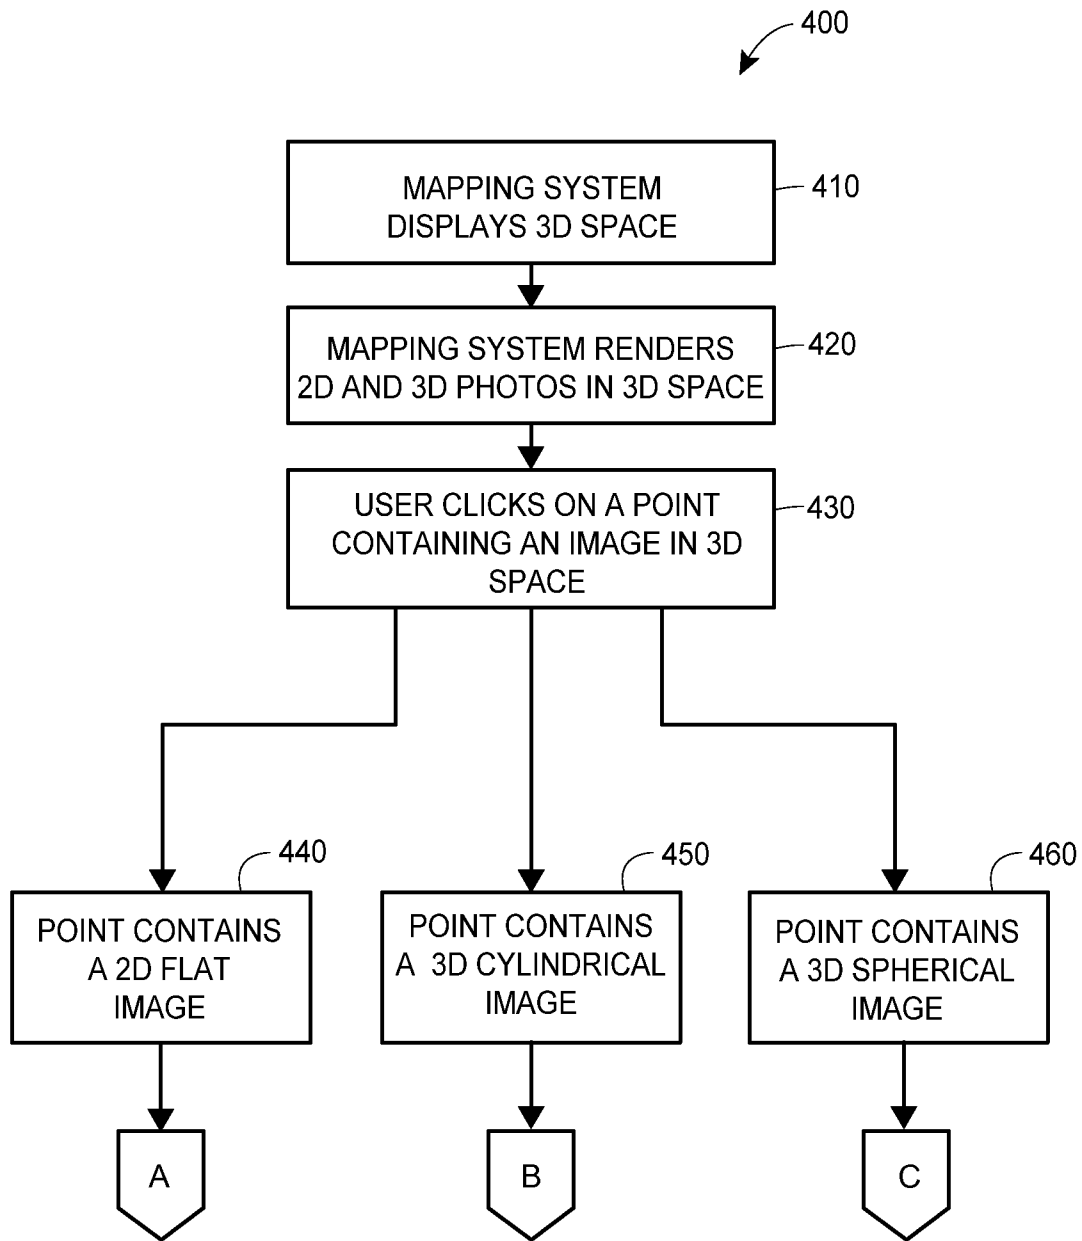 400
MAPPING SYSTEM
DISPLAYS 3D SPACE
410
MAPPING SYSTEM RENDERS
2D AND 3D PHOTOS IN 3D SPACE
420
USER CLICKS ON A POINT
CONTAINING AN IMAGE IN 3D
SPACE
430
440
POINT CONTAINS
A 2D FLAT
IMAGE
450
POINT CONTAINS
A 3D CYLINDRICAL
IMAGE
460
POINT CONTAINS
A 3D SPHERICAL
IMAGE
A
B
C